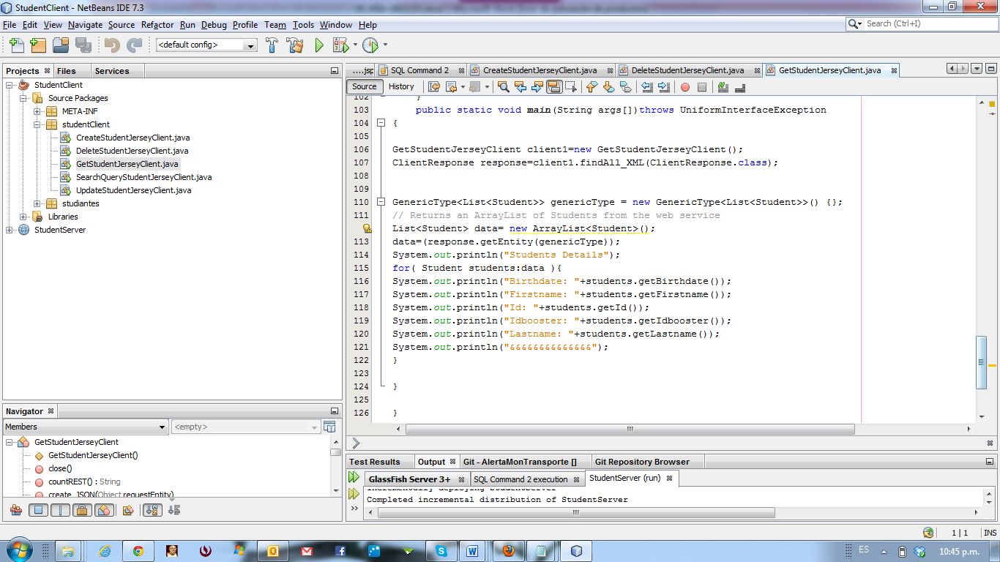 StudentClient - NetBeans IDE 7.3
File Edit View Navigate Source Refactor Run Debug Profile Team Tools Window Help
Search (Ctrl+I)
<default config>
Projects Files Services
StudentClient
Source Packages
META-INF
studentClient
CreateStudentJerseyClient.java
DeleteStudentJerseyClient.java
GetStudentJerseyClient.java
SearchQueryStudentJerseyClient.java
UpdateStudentJerseyClient.java
studiantes
Libraries
StudentServer
Navigator
Members
<empty>
GetStudentJerseyClient
GetStudentJerseyClient()
close()
countREST() : String
create_JSON(Object requestEntity)
....jsp SQL Command 2 CreateStudentJerseyClient.java DeleteStudentJerseyClient.java GetStudentJerseyClient.java
Source History
102 }
103 public static void main(String args[])throws UniformInterfaceException
104 {
105
106 GetStudentJerseyClient client1=new GetStudentJerseyClient();
107 ClientResponse response=client1.findAll_XML(ClientResponse.class);
108
109
110 GenericType<List<Student>> genericType = new GenericType<List<Student>>() {};
111 // Returns an ArrayList of Students from the web service
List<Student> data= new ArrayList<Student>();
113 data=(response.getEntity(genericType));
114 System.out.println("Students Details");
115 for( Student students:data ){
116 System.out.println("Birthdate: "+students.getBirthdate());
117 System.out.println("Firstname: "+students.getFirstname());
118 System.out.println("Id: "+students.getId());
119 System.out.println("Idbooster: "+students.getIdbooster());
120 System.out.println("Lastname: "+students.getLastname());
121 System.out.println("&&&&&&&&&&&&&&");
122 }
123
124 }
125
126 }
Test Results Output Git - AlertaMonTransporte [] Git Repository Browser
GlassFish Server 3+ SQL Command 2 execution StudentServer (run)
Incrementally deploying StudentServer
Completed incremental distribution of StudentServer
1 | 1 INS
ES 10:45 p.m.